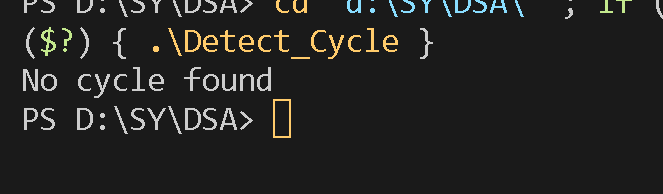 PS D:\SY\DSA> cd "d:\SY\DSA\" ; if (
($?) { .\Detect_Cycle }
No cycle found
PS D:\SY\DSA>